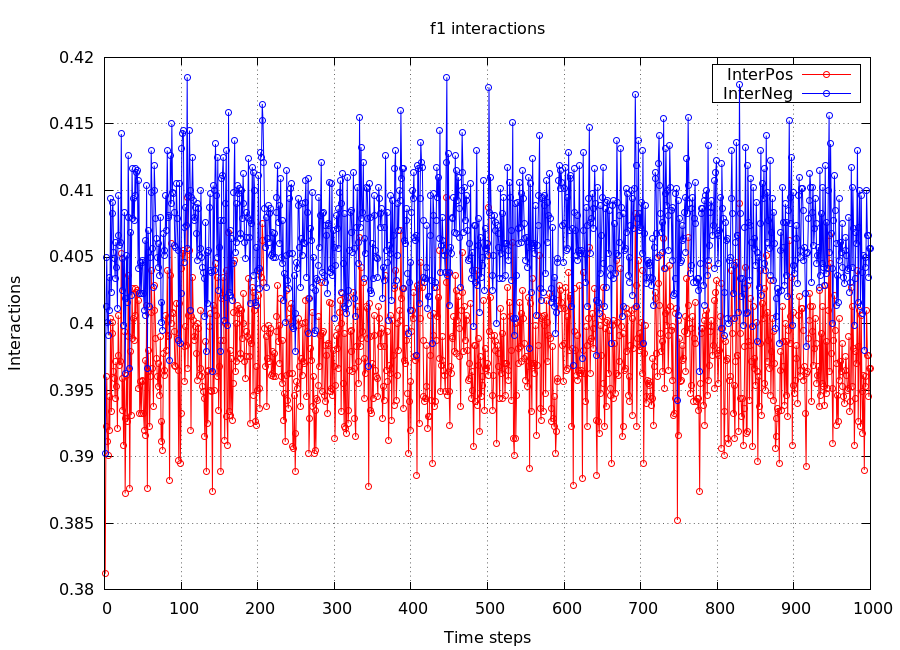 f1 interactions
InterPos
InterNeg
0.42
0.415
0.41
0.405
0.4
0.395
0.39
0.385
0.38
Interactions
0 100 200 300 400 500 600 700 800 900 1000
Time steps